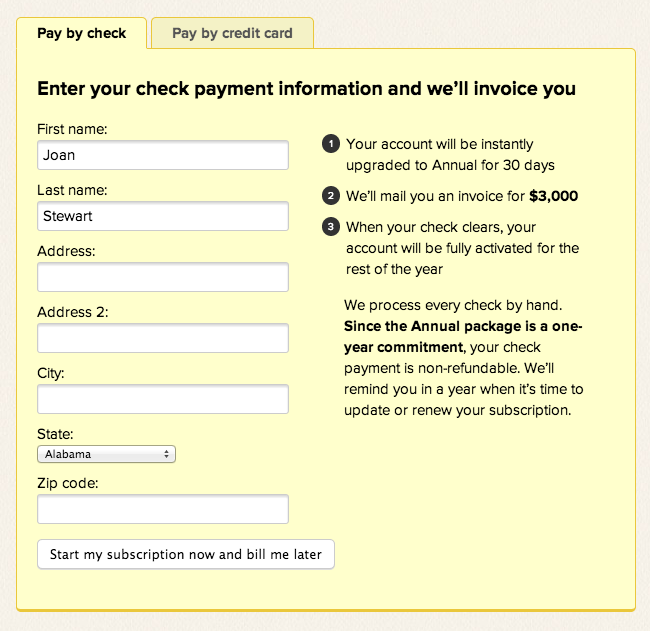 Pay by check
Pay by credit card
Enter your check payment information and we’ll invoice you
First name:
Joan
Last name:
Stewart
Address:
Address 2:
City:
State:
Alabama
Zip code:
Start my subscription now and bill me later
1 Your account will be instantly
upgraded to Annual for 30 days
2 We’ll mail you an invoice for $3,000
3 When your check clears, your
account will be fully activated for the
rest of the year
We process every check by hand.
Since the Annual package is a one-
year commitment, your check
payment is non-refundable. We’ll
remind you in a year when it’s time to
update or renew your subscription.